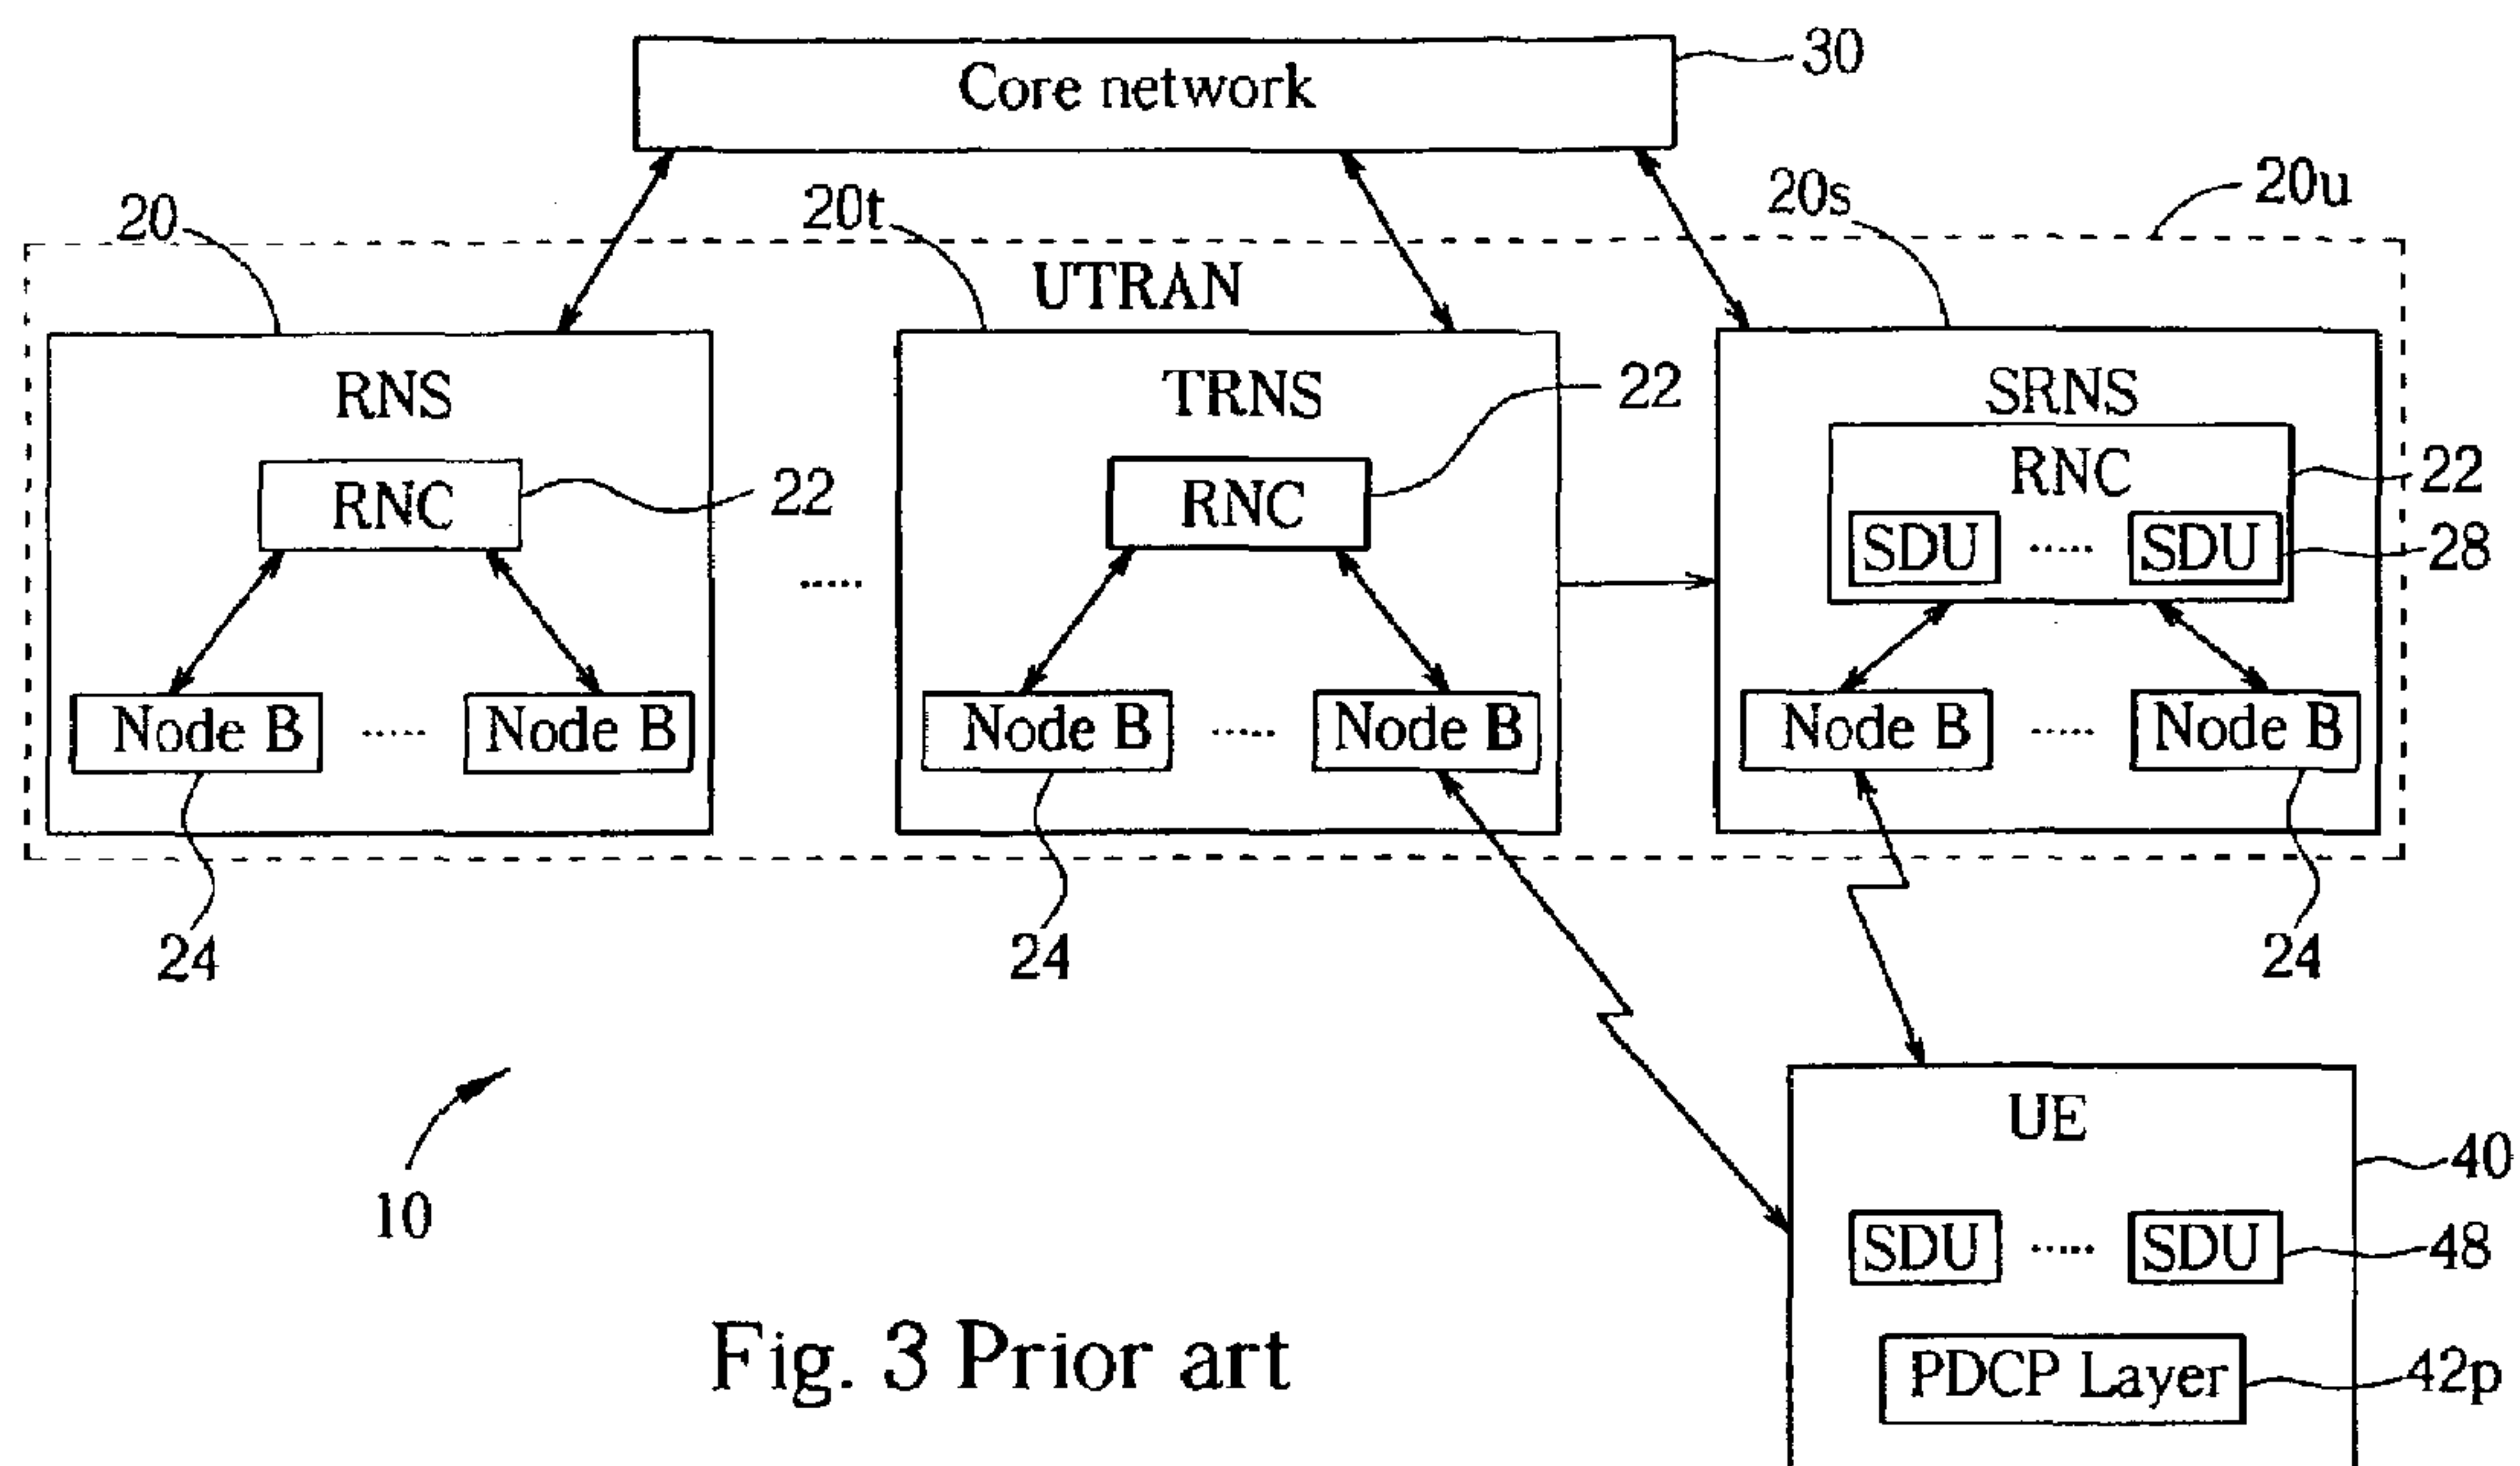 Core network
30
20
20t
20s
20u
UTRAN
RNS
TRNS
SRNS
22
RNC
22
RNC
RNC
22
SDU ..... SDU
28
.....
Node B ..... Node B
Node B ..... Node B
Node B ..... Node B
24
24
24
10
UE
40
SDU ..... SDU
48
PDCP Layer
42p
Fig. 3 Prior art